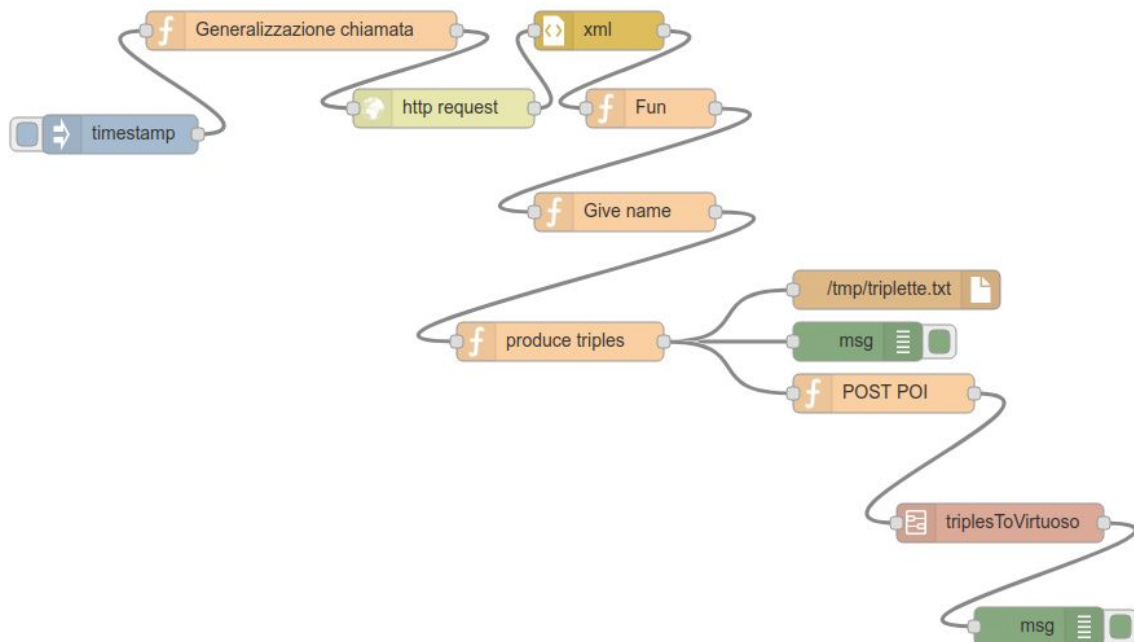 Generalizzazione chiamata
xml
http request
Fun
timestamp
Give name
/tmp/triplette.txt
produce triples
msg
POST POI
triplesToVirtuoso
msg